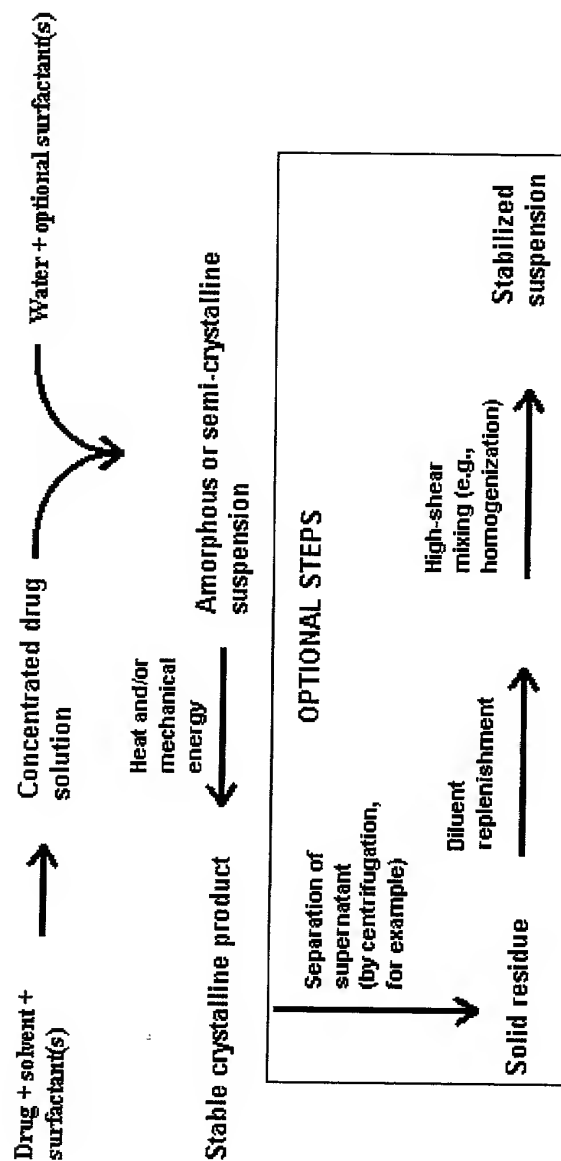 Drug + solvent +
surfactant(s)
Concentrated drug
solution
Water + optional surfactant(s)
Amorphous or semi-crystalline
suspension
Heat and/or
mechanical
energy
Stable crystalline product
OPTIONAL STEPS
Separation of
supernatant
(by centrifugation,
for example)
Solid residue
Diluent
replenishment
High-shear
mixing (e.g.,
homogenization)
Stabilized
suspension